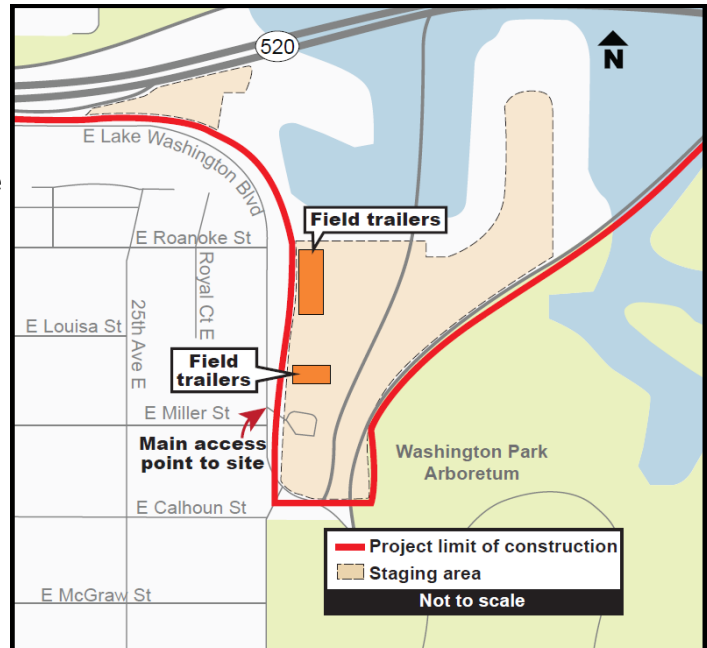 520
N
E Lake Washington Blvd
Field trailers
E Roanoke St
Royal Ct E
25th Ave E
E Louisa St
Field
trailers
E Miller St
Main access
point to site
Washington Park
Arboretum
E Calhoun St
Project limit of construction
Staging area
Not to scale
E McGraw St
e